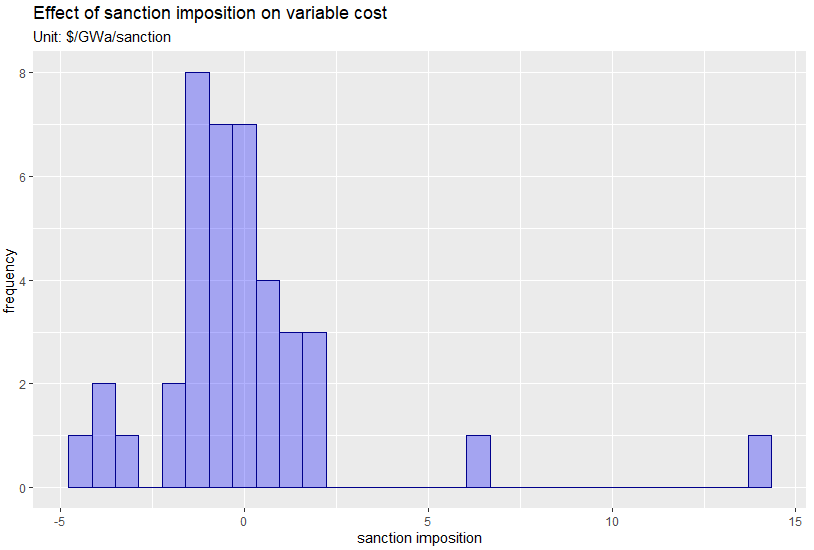 Effect of sanction imposition on variable cost
Unit: $/GWa/sanction
8
6
4
2
0
frequency
-5
0
5
10
15
sanction imposition